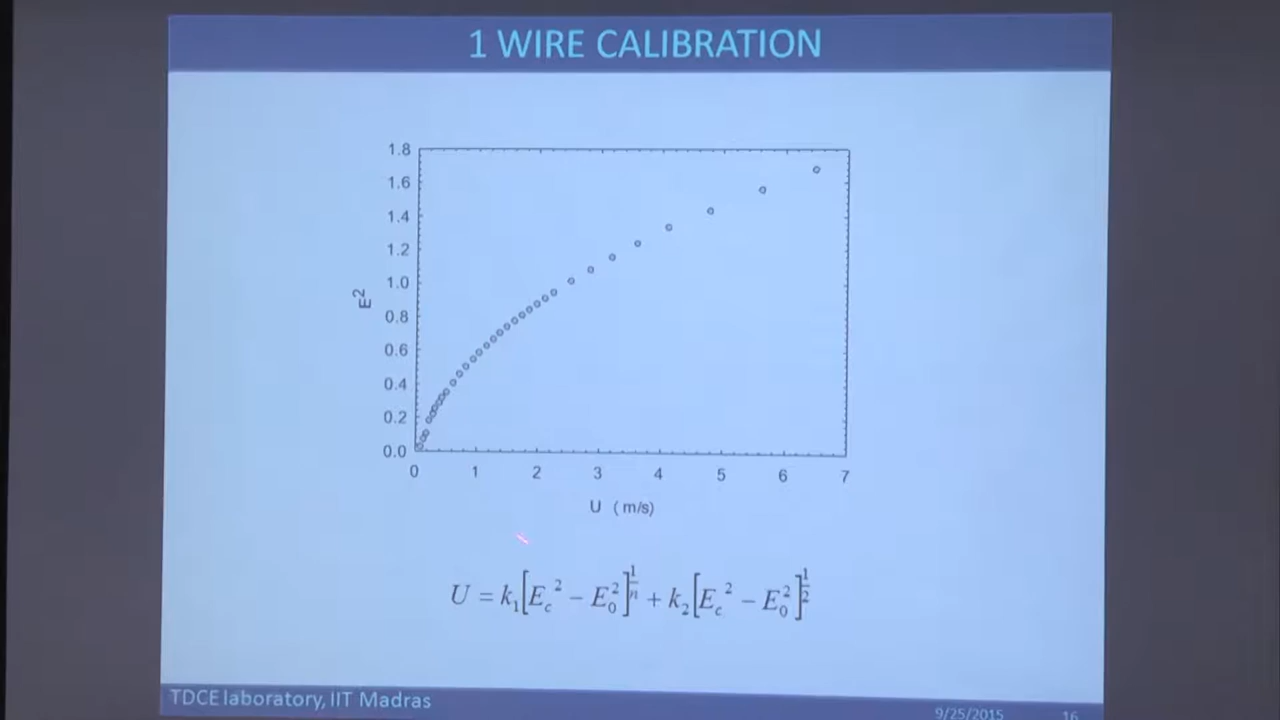 1 WIRE CALIBRATION
1.8
1.6
1.4
1.2
1.0
0.8
0.6
0.4
0.2
0.0
E²
0 1 2 3 4 5 6 7
U (m/s)
U = k₁[E_c² − E₀²]^(1/n) + k₂[E_c² − E₀²]^(1/2)
TDCE laboratory, IIT Madras
9/25/2015 16